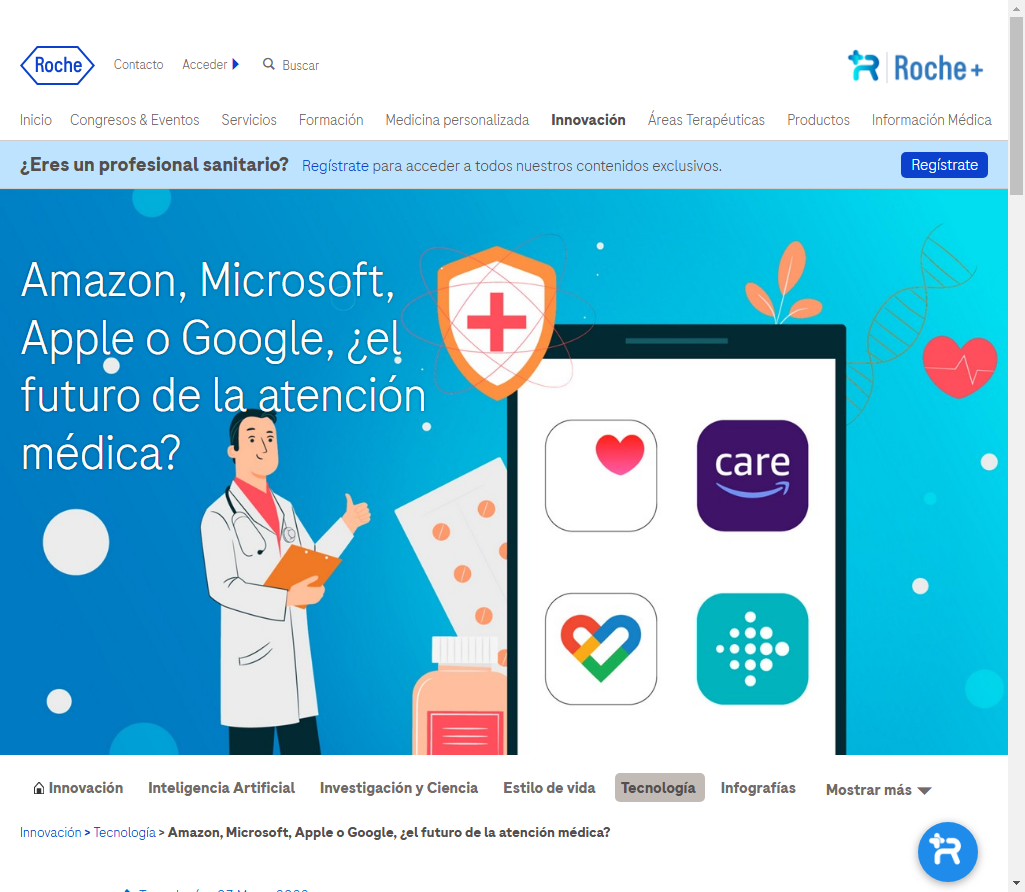 Roche
Contacto
Acceder
Buscar
Roche+
Inicio
Congresos & Eventos
Servicios
Formación
Medicina personalizada
Innovación
Áreas Terapéuticas
Productos
Información Médica
¿Eres un profesional sanitario? Regístrate para acceder a todos nuestros contenidos exclusivos.
Regístrate
Amazon, Microsoft,
Apple o Google, ¿el
futuro de la atención
médica?
care
Innovación
Inteligencia Artificial
Investigación y Ciencia
Estilo de vida
Tecnología
Infografías
Mostrar más
Innovación > Tecnología > Amazon, Microsoft, Apple o Google, ¿el futuro de la atención médica?